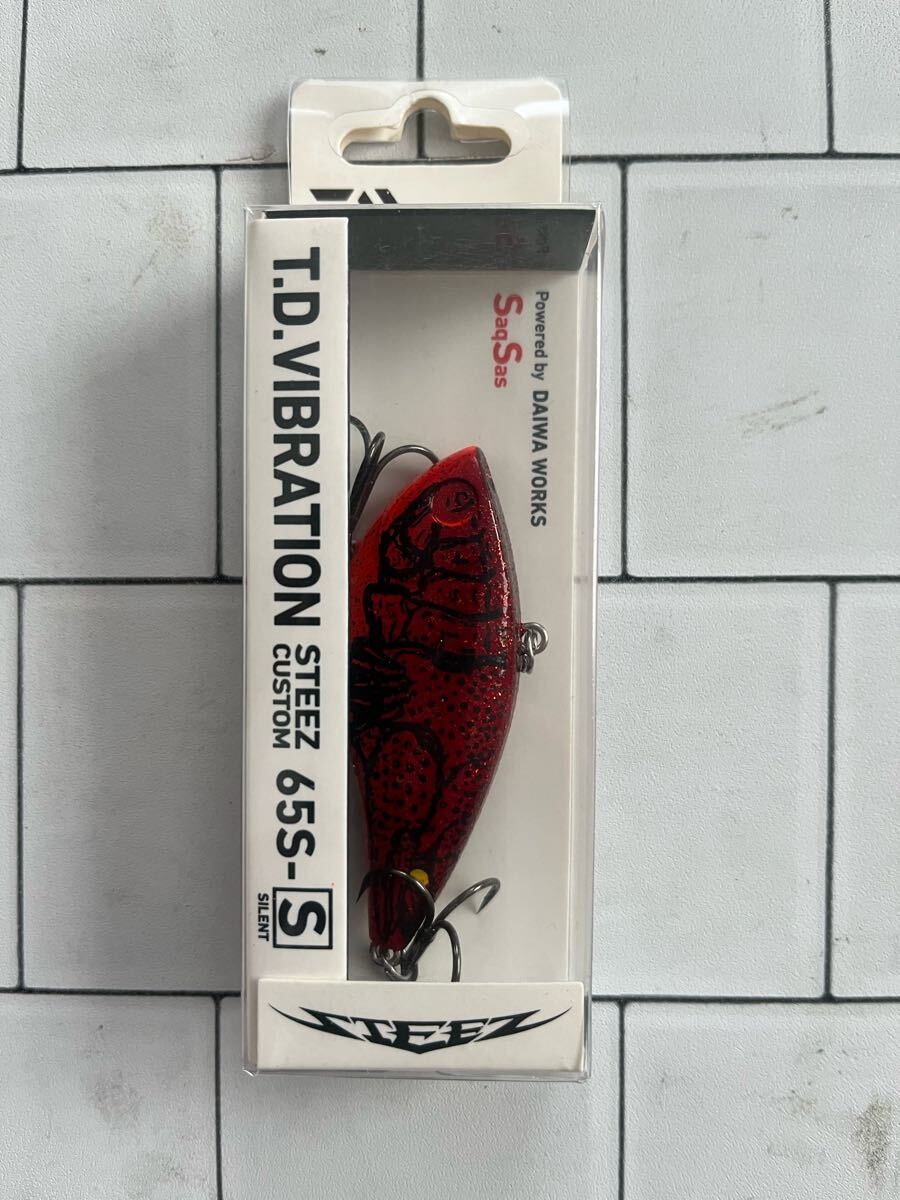 T.D.VIBRATION STEEZ CUSTOM 65S-S SILENT
Powered by DAIWA WORKS
SaqSas
STEEZ